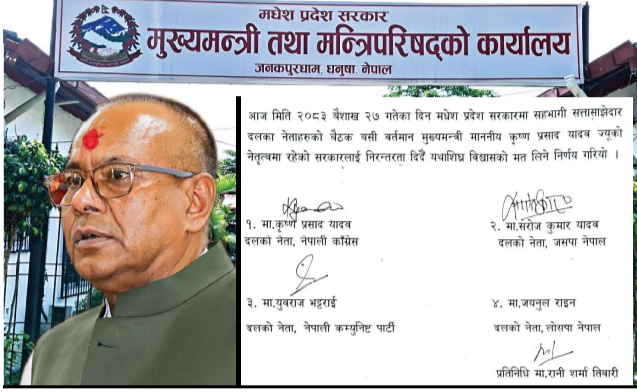 मधेश प्रदेश सरकार
मुख्यमन्त्री तथा मन्त्रिपरिषद्को कार्यालय
जनकपुरधाम, धनुषा, नेपाल
आज मिति २०८३ बैशाख २७ गतेका दिन मधेश प्रदेश सरकारमा सहभागी सत्तासाझेदार
दलका नेताहरुको बैठक बसी वर्तमान मुख्यमन्त्री माननीय कृष्ण प्रसाद यादव ज्यूको
नेतृत्वमा रहेको सरकारलाई निरन्तरता दिदैँ यथाशिघ्र विश्वासको मत लिने निर्णय गरियो ।
१. मा.कृष्ण प्रसाद यादव
दलको नेता, नेपाली काँग्रेस
२. मा.सरोज कुमार यादव
दलको नेता, जसपा नेपाल
३. मा.युवराज भट्टराई
दलको नेता, नेपाली कम्युनिष्ट पार्टी
४. मा.जयनुल राइन
दलको नेता, लोसपा नेपाल
प्रतिनिधि मा.रानी शर्मा तिवारी